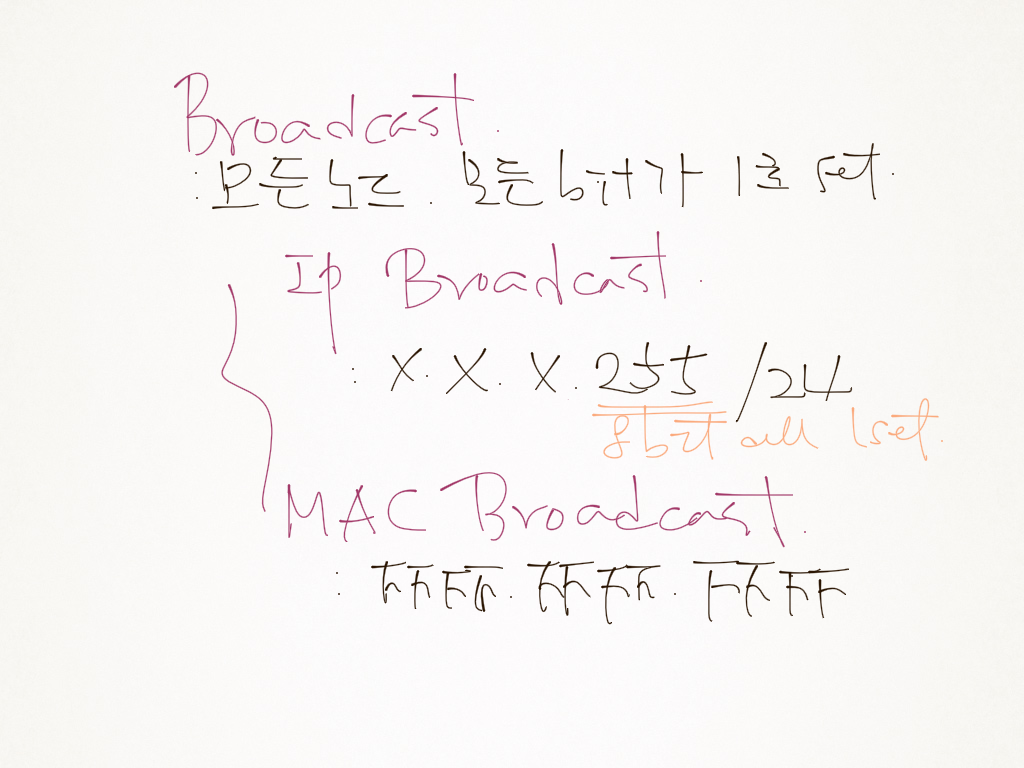 Broadcast.
: 모든 노드. 모든 bit가 1로 set.
Ip Broadcast.
: X. X. X. 255 /24
8bit all 1set.
MAC Broadcast.
: FFFF. FFFF. FFFF